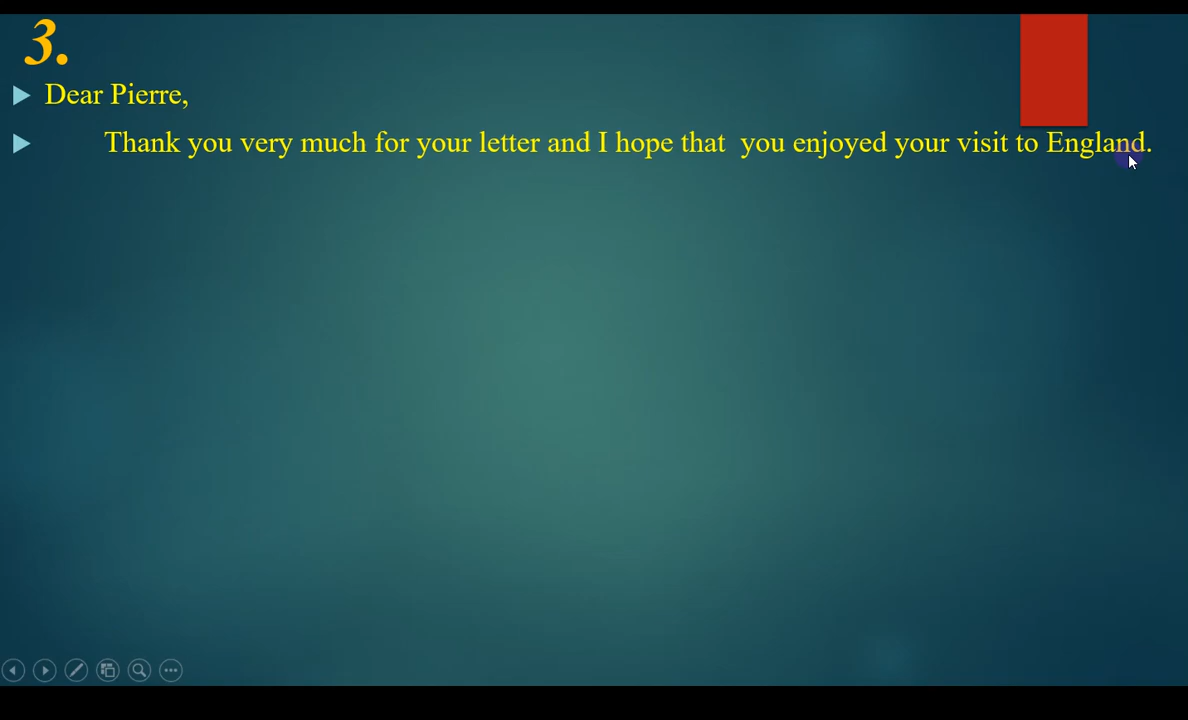 3.
Dear Pierre,
Thank you very much for your letter and I hope that  you enjoyed your visit to England.